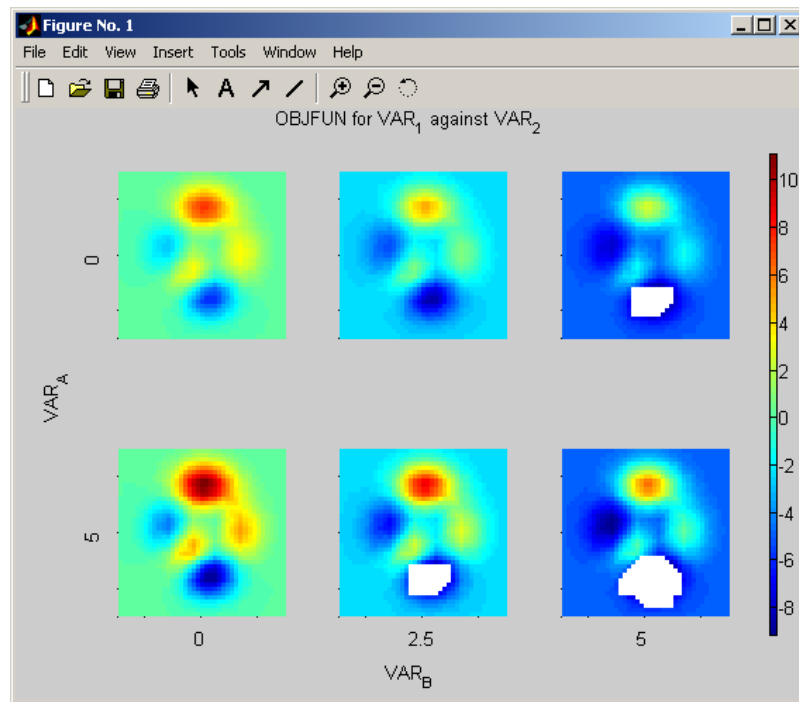 Figure No. 1
File Edit View Insert Tools Window Help
A
OBJFUN for VAR1 against VAR2
10
8
6
4
2
0
-2
-4
-6
-8
0
5
VARA
0 2.5 5
VARB